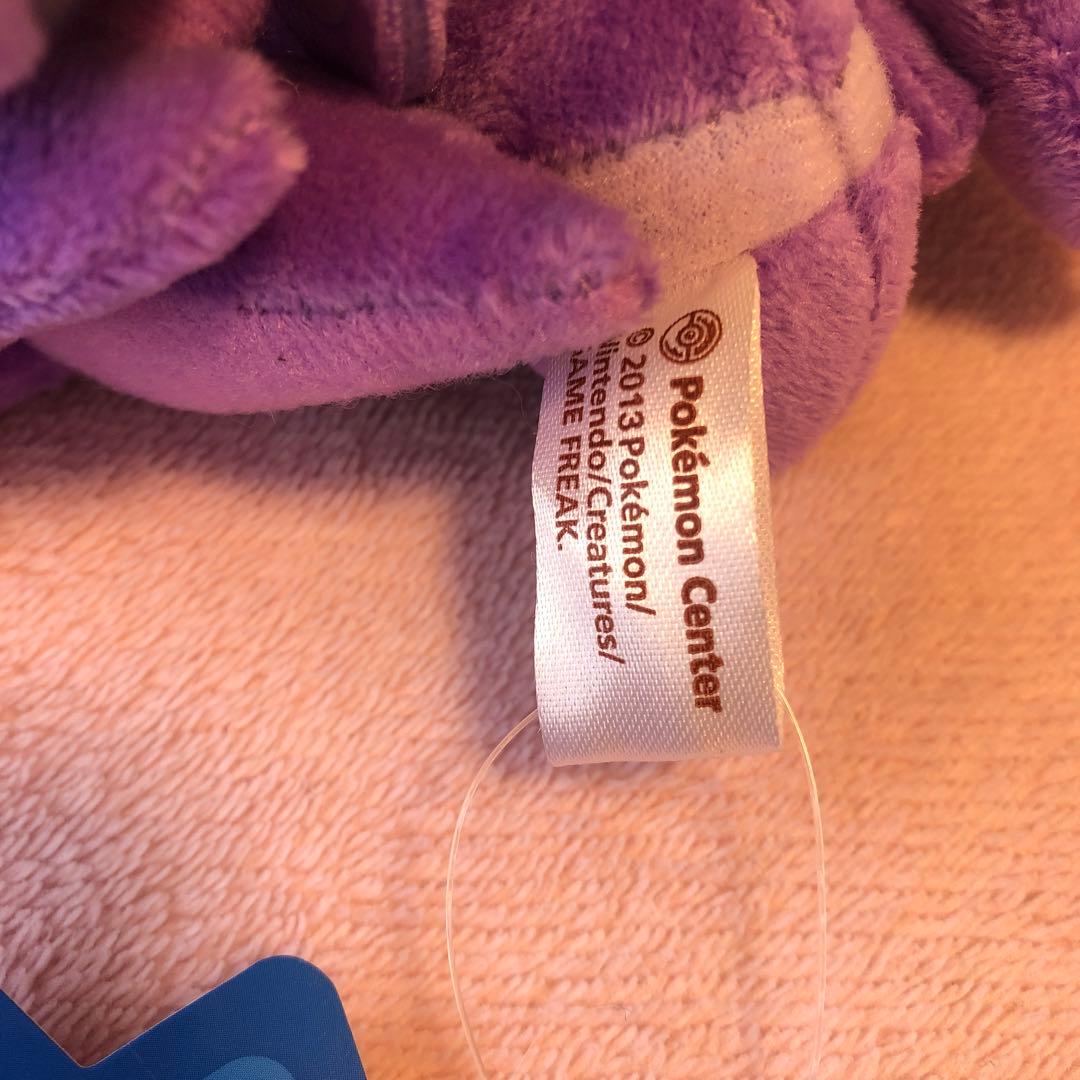 Pokémon Center
© 2013 Pokémon/
Nintendo/Creatures/
GAME FREAK.